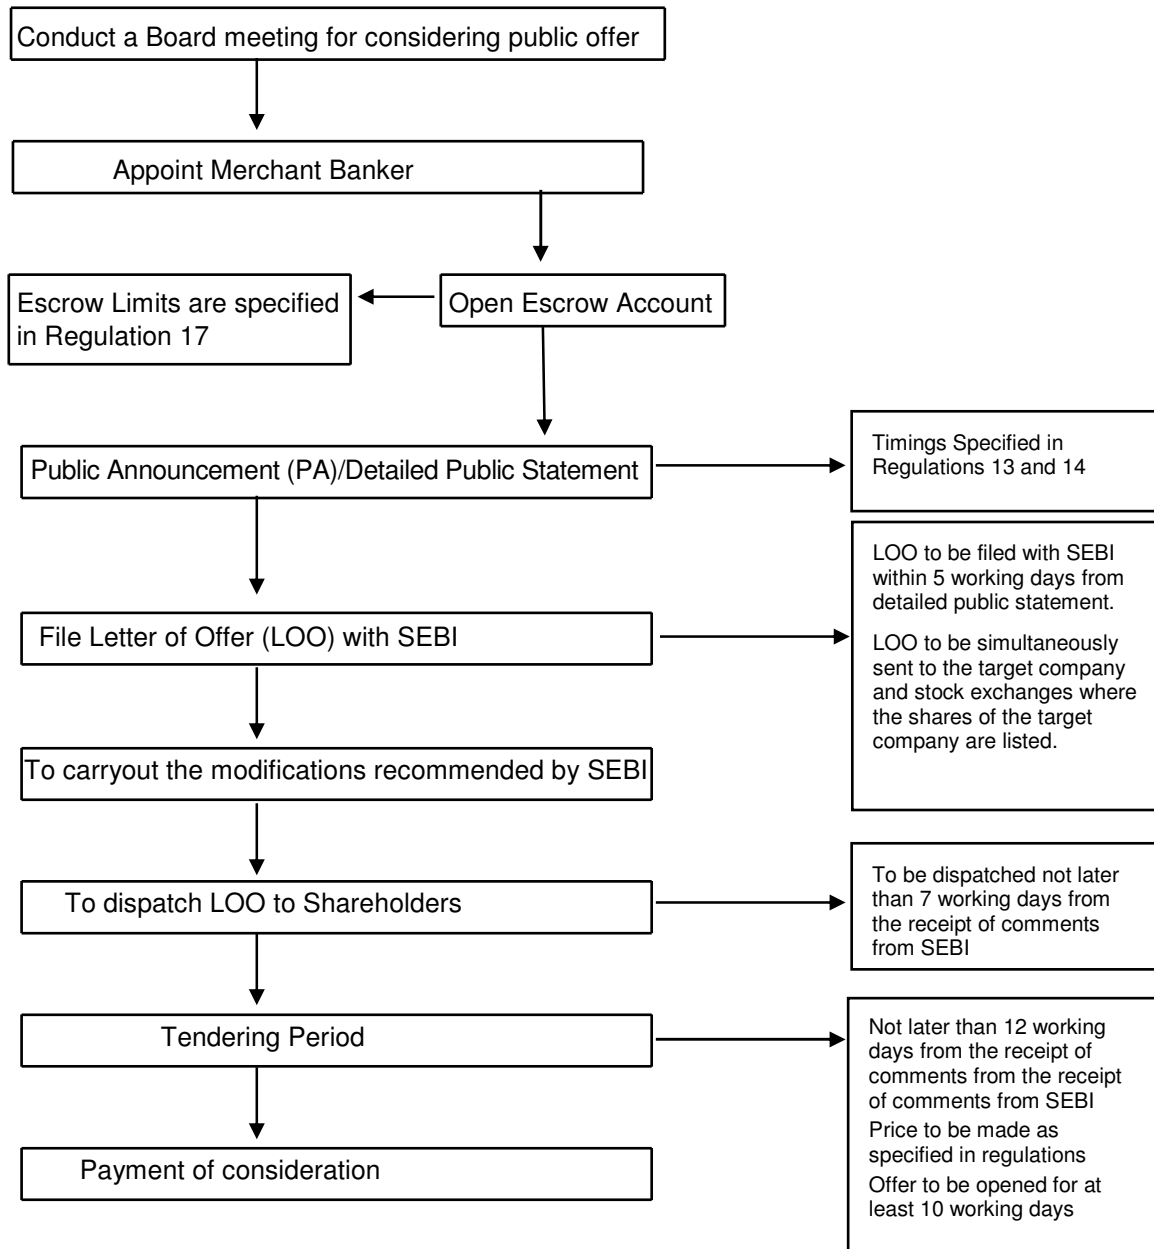 Conduct a Board meeting for considering public offer
Appoint Merchant Banker
Escrow Limits are specified
in Regulation 17
Open Escrow Account
Public Announcement (PA)/Detailed Public Statement
Timings Specified in
Regulations 13 and 14
File Letter of Offer (LOO) with SEBI
LOO to be filed with SEBI
within 5 working days from
detailed public statement.
LOO to be simultaneously
sent to the target company
and stock exchanges where
the shares of the target
company are listed.
To carryout the modifications recommended by SEBI
To dispatch LOO to Shareholders
To be dispatched not later
than 7 working days from
the receipt of comments
from SEBI
Tendering Period
Not later than 12 working
days from the receipt of
comments from the receipt
of comments from SEBI
Price to be made as
specified in regulations
Offer to be opened for at
least 10 working days
Payment of consideration